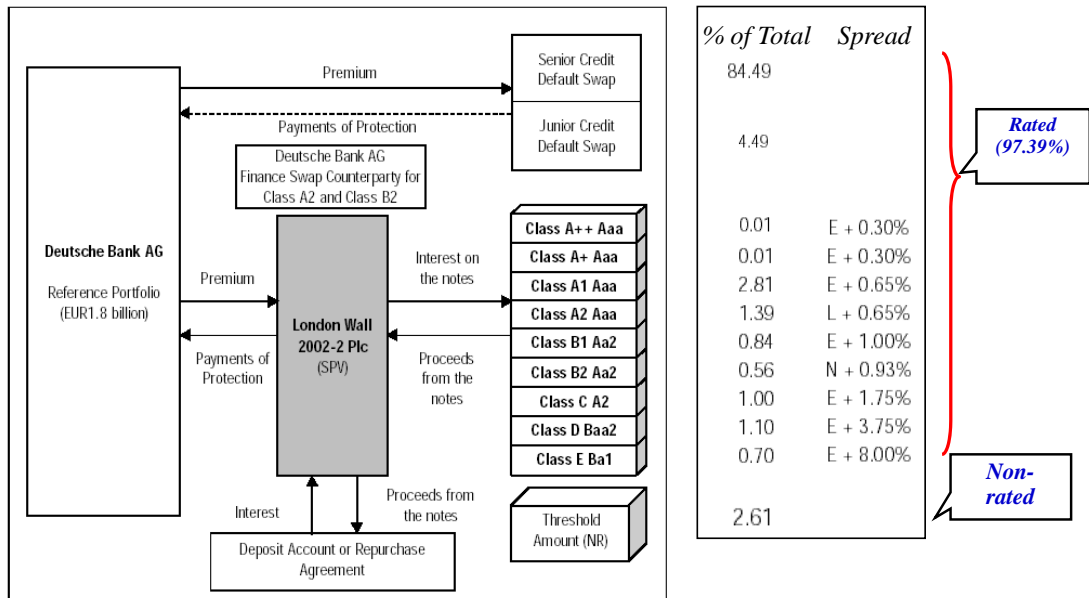 Deutsche Bank AG
Reference Portfolio
(EUR1.8 billion)
Premium
Payments of Protection
Senior Credit
Default Swap
Junior Credit
Default Swap
Deutsche Bank AG
Finance Swap Counterparty for
Class A2 and Class B2
Premium
Payments of
Protection
London Wall
2002-2 Plc
(SPV)
Interest on
the notes
Proceeds
from the
notes
Class A++ Aaa
Class A+ Aaa
Class A1 Aaa
Class A2 Aaa
Class B1 Aa2
Class B2 Aa2
Class C A2
Class D Baa2
Class E Ba1
Interest
Proceeds from
the notes
Deposit Account or Repurchase
Agreement
Threshold
Amount (NR)
% of Total Spread
84.49
4.49
0.01 E + 0.30%
0.01 E + 0.30%
2.81 E + 0.65%
1.39 L + 0.65%
0.84 E + 1.00%
0.56 N + 0.93%
1.00 E + 1.75%
1.10 E + 3.75%
0.70 E + 8.00%
2.61
Rated
(97.39%)
Non-
rated